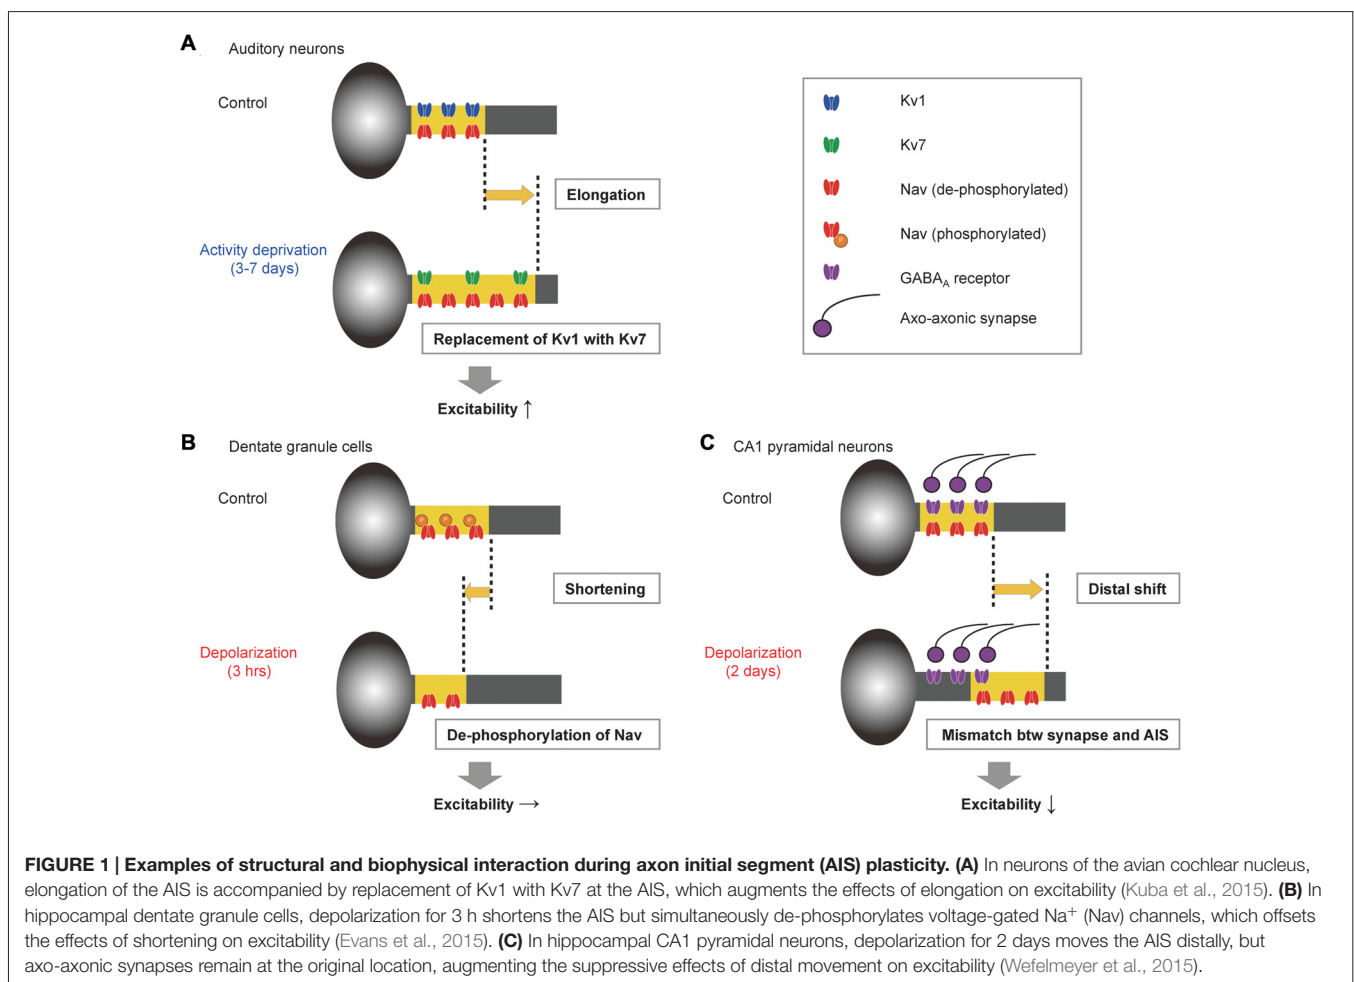 A
Auditory neurons
Control
Elongation
Activity deprivation
(3-7 days)
Replacement of Kv1 with Kv7
Excitability ↑
Kv1
Kv7
Nav (de-phosphorylated)
P
Nav (phosphorylated)
GABAA receptor
Axo-axonic synapse
B
Dentate granule cells
Control
P P P
Shortening
Depolarization
(3 hrs)
De-phosphorylation of Nav
Excitability →
C
CA1 pyramidal neurons
Control
Distal shift
Depolarization
(2 days)
Mismatch btw synapse and AIS
Excitability ↓
FIGURE 1 | Examples of structural and biophysical interaction during axon initial segment (AIS) plasticity. (A) In neurons of the avian cochlear nucleus,
elongation of the AIS is accompanied by replacement of Kv1 with Kv7 at the AIS, which augments the effects of elongation on excitability (Kuba et al., 2015). (B) In
hippocampal dentate granule cells, depolarization for 3 h shortens the AIS but simultaneously de-phosphorylates voltage-gated Na⁺ (Nav) channels, which offsets
the effects of shortening on excitability (Evans et al., 2015). (C) In hippocampal CA1 pyramidal neurons, depolarization for 2 days moves the AIS distally, but
axo-axonic synapses remain at the original location, augmenting the suppressive effects of distal movement on excitability (Wefelmeyer et al., 2015).